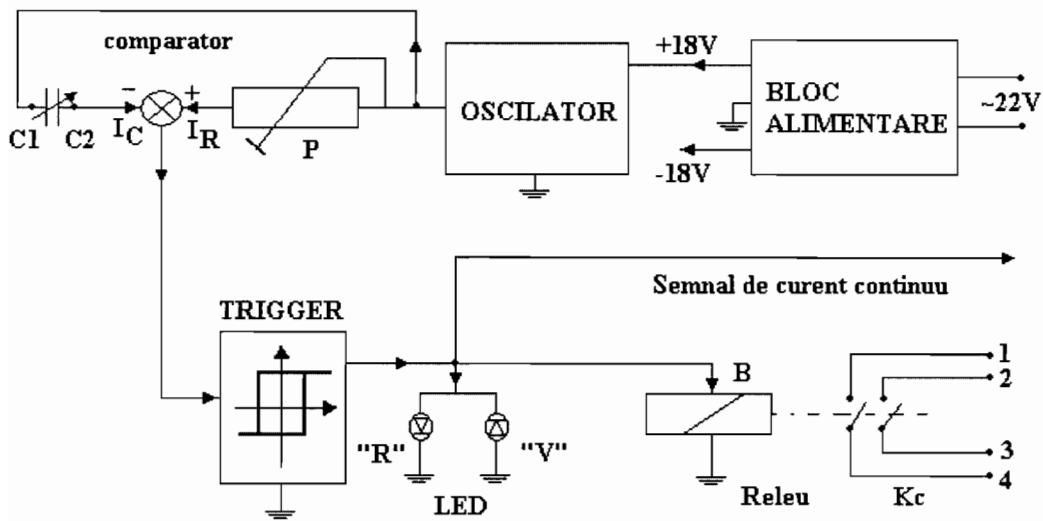 comparator
+18V
C1
C2
−
+
I_C
I_R
P
OSCILATOR
BLOC
ALIMENTARE
~22V
-18V
Semnal de curent continuu
TRIGGER
B
1
2
"R"
"V"
3
4
LED
Releu
Kc